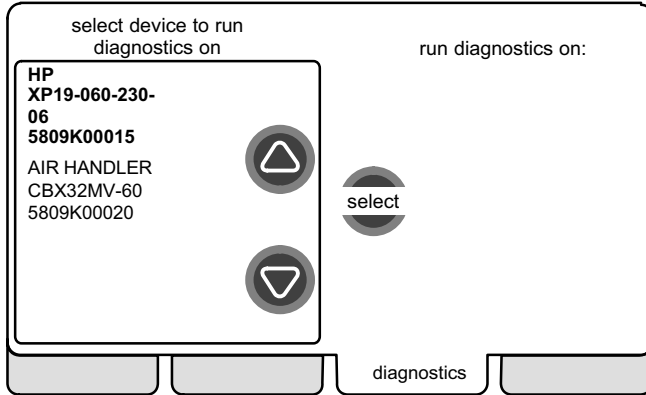 select device to run
diagnostics on
run diagnostics on:
HP
XP19-060-230-
06
5809K00015
AIR HANDLER
CBX32MV-60
5809K00020
select
diagnostics